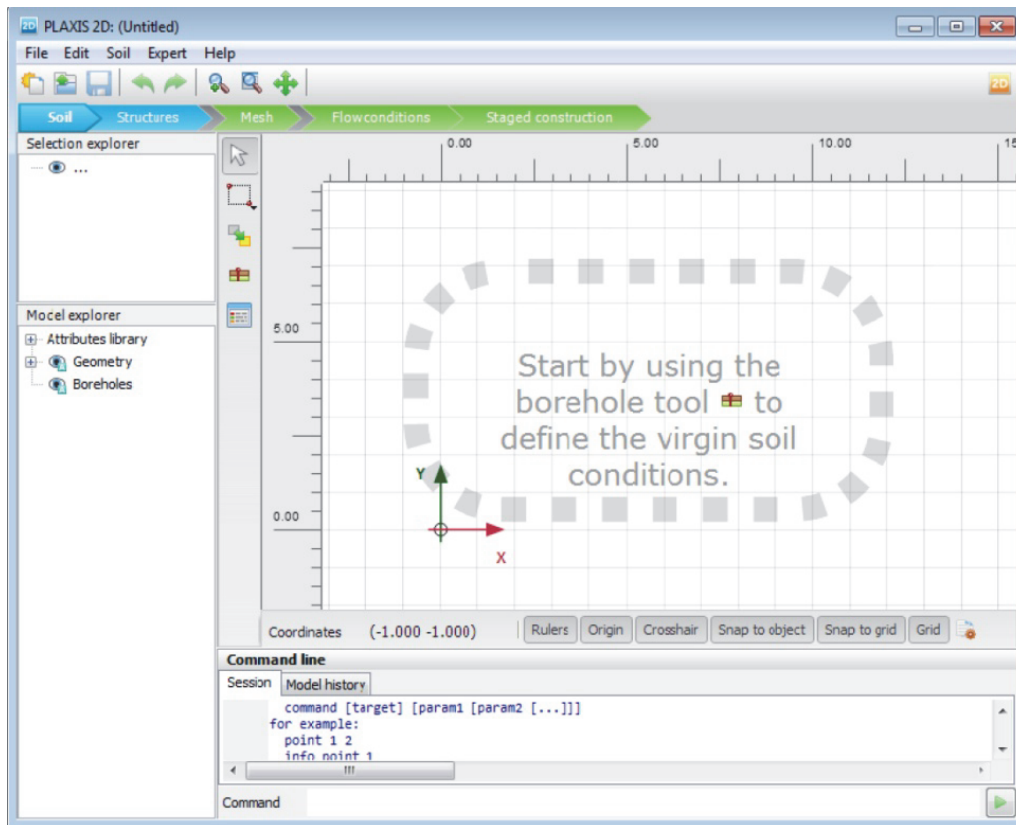 2D PLAXIS 2D: (Untitled)
File Edit Soil Expert Help
2D
Soil Structures Mesh Flowconditions Staged construction
Selection explorer
...
0.00 5.00 10.00 15
Model explorer
Attributes library
Geometry
Boreholes
5.00
0.00
Start by using the
borehole tool to
define the virgin soil
conditions.
Y
X
Coordinates (-1.000 -1.000) Rulers Origin Crosshair Snap to object Snap to grid Grid
Command line
Session Model history
command [target] [param1 [param2 [...]]]
for example:
point 1 2
info point 1
Command